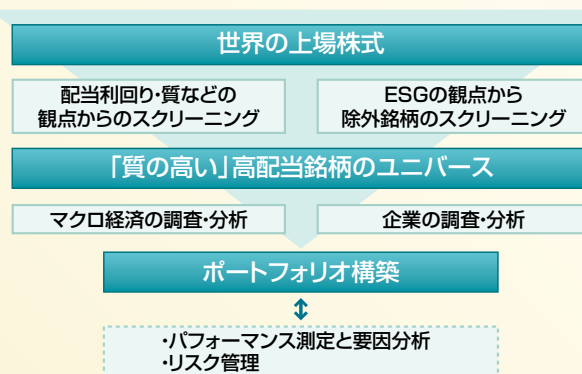 世界の上場株式
配当利回り・質などの
観点からのスクリーニング
ESGの観点から
除外銘柄のスクリーニング
「質の高い」高配当銘柄のユニバース
マクロ経済の調査・分析
企業の調査・分析
ポートフォリオ構築
・パフォーマンス測定と要因分析
・リスク管理